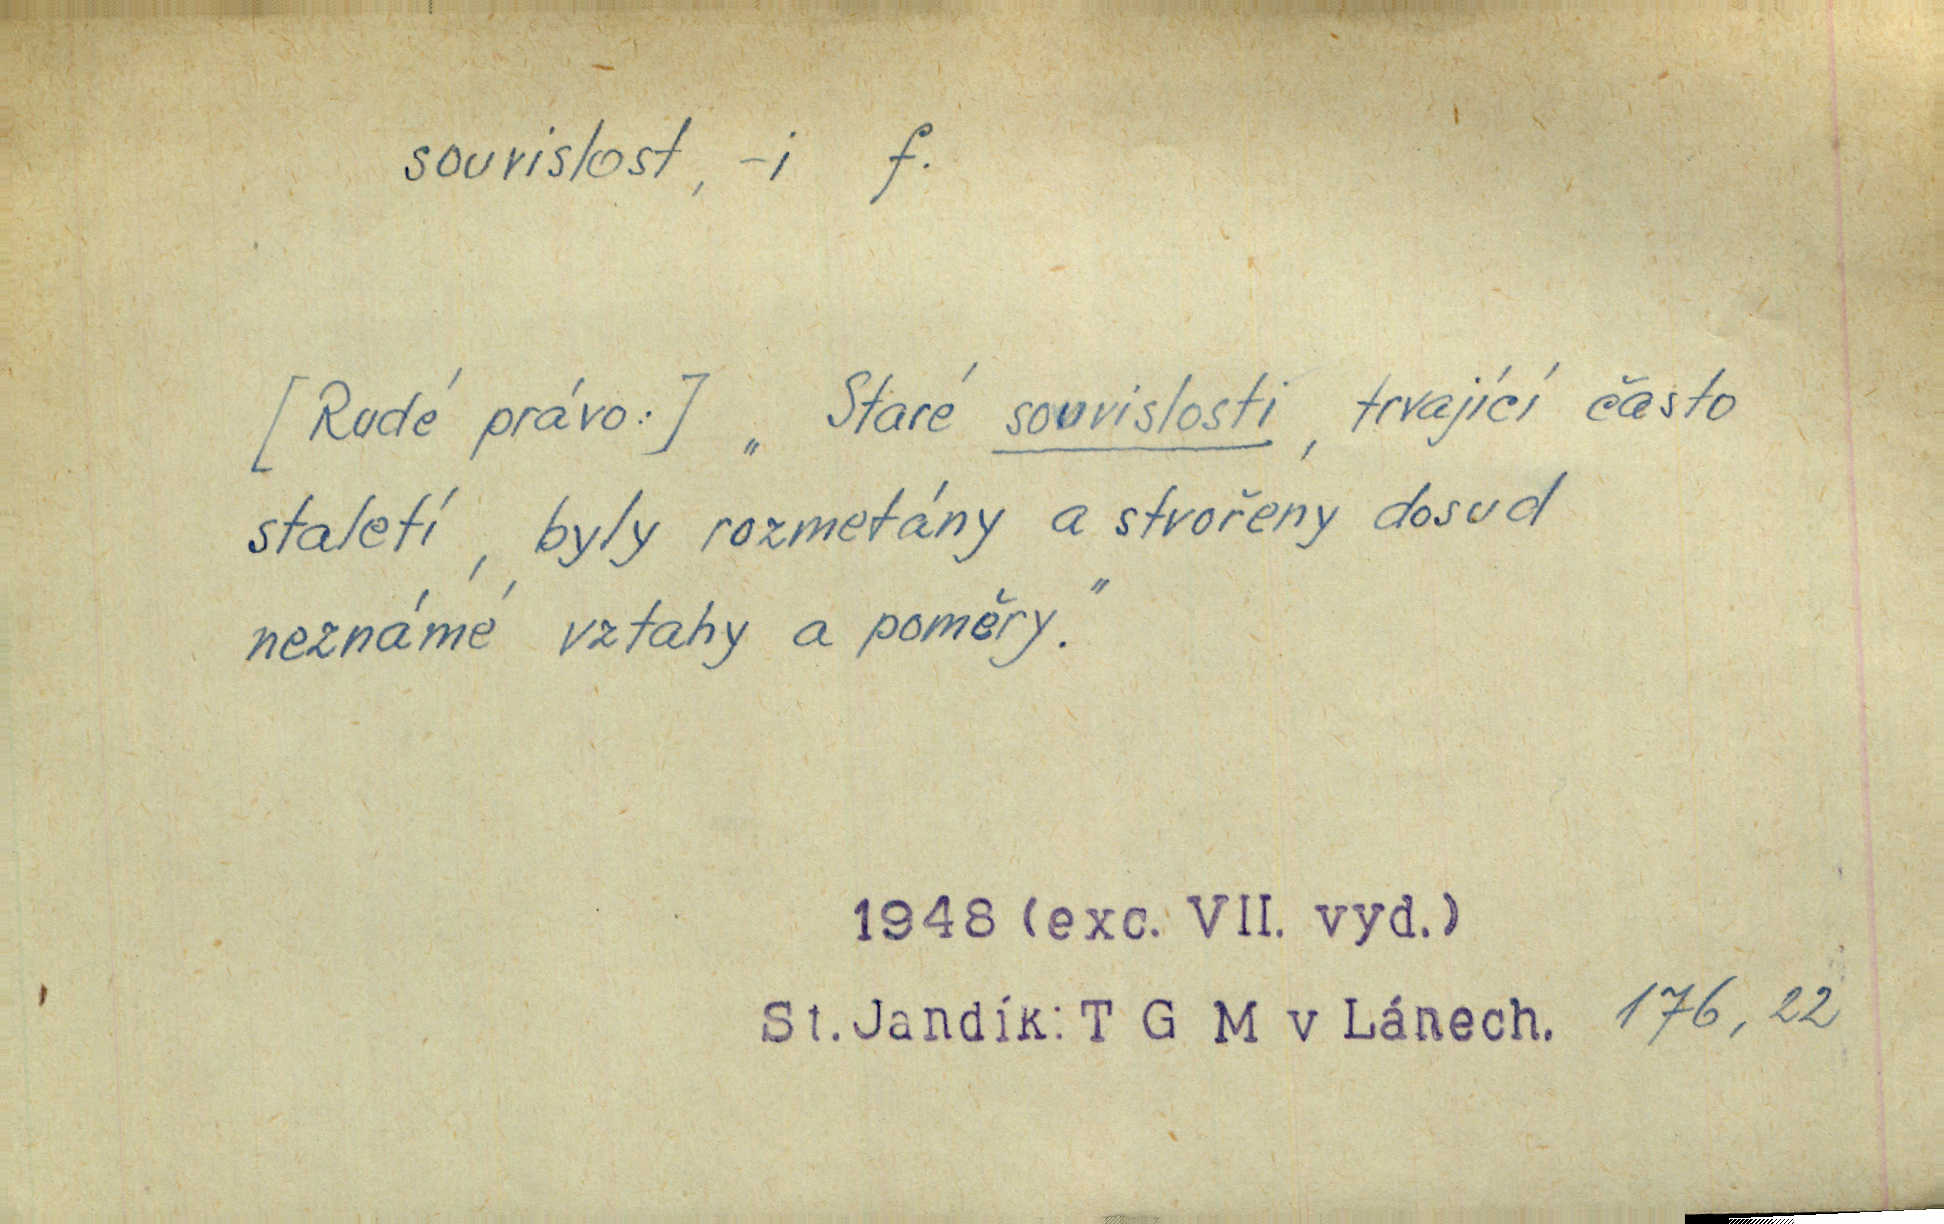 souvislost, -i f.
[Rudé právo:] „Staré souvislosti, trvající často
staletí, byly rozmetány a stvořeny dosud
neznámé vztahy a poměry."
1948 (exc. VII. vyd.)
St. Jandík: T G M v Lánech. 176, 22